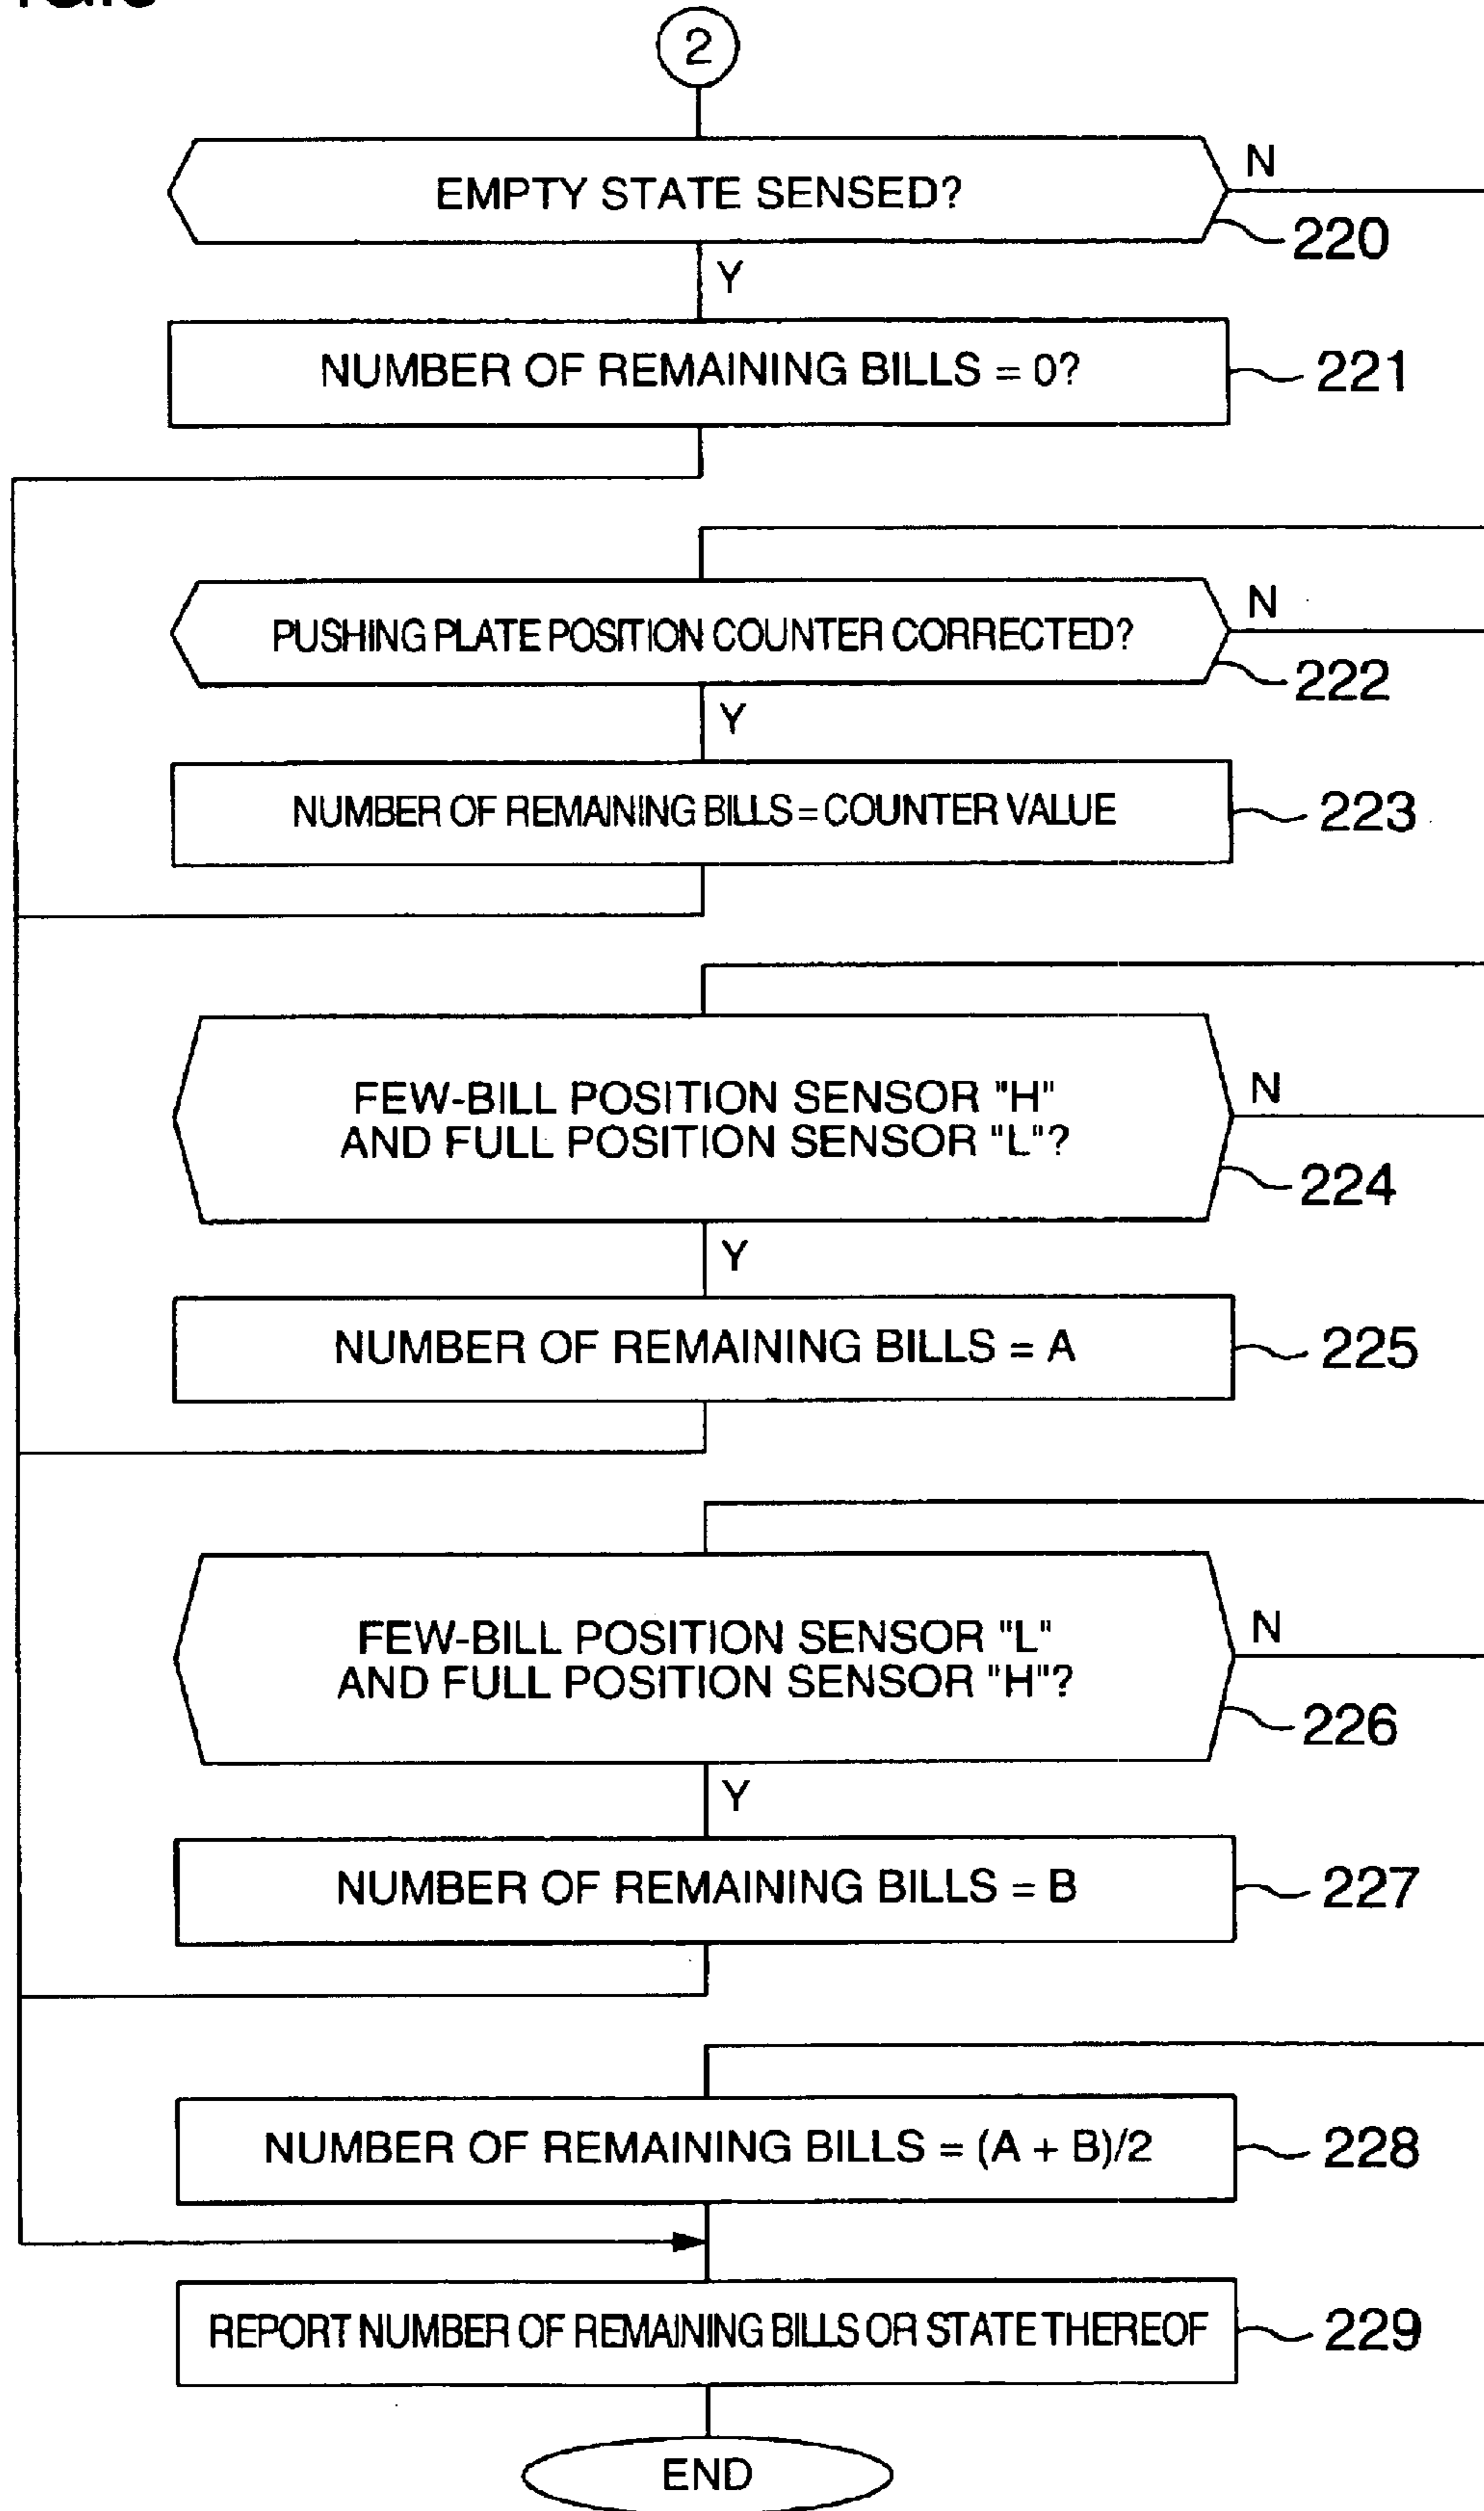 2
EMPTY STATE SENSED?
N
220
Y
NUMBER OF REMAINING BILLS = 0?
221
PUSHING PLATE POSITION COUNTER CORRECTED?
N
222
Y
NUMBER OF REMAINING BILLS = COUNTER VALUE
223
FEW-BILL POSITION SENSOR "H"
AND FULL POSITION SENSOR "L"?
N
224
Y
NUMBER OF REMAINING BILLS = A
225
FEW-BILL POSITION SENSOR "L"
AND FULL POSITION SENSOR "H"?
N
226
Y
NUMBER OF REMAINING BILLS = B
227
NUMBER OF REMAINING BILLS = (A + B)/2
228
REPORT NUMBER OF REMAINING BILLS OR STATE THEREOF
229
END